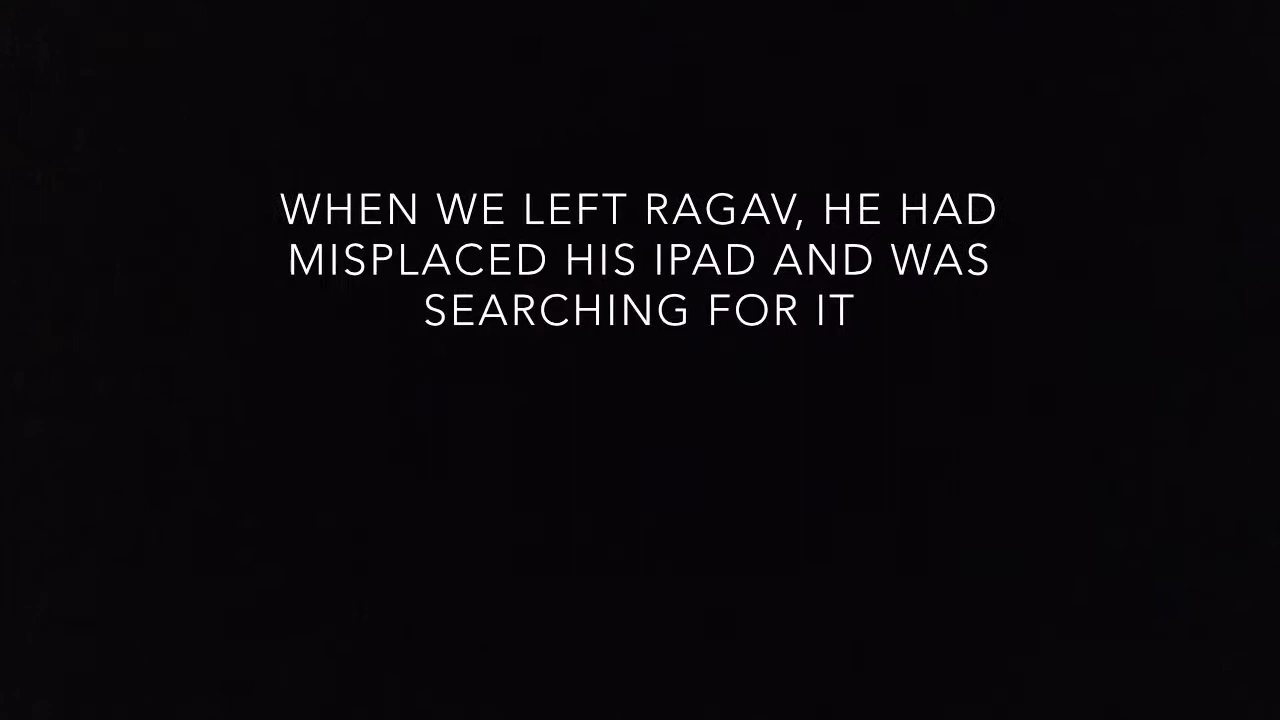 WHEN WE LEFT RAGAV, HE HAD
MISPLACED HIS IPAD AND WAS
SEARCHING FOR IT